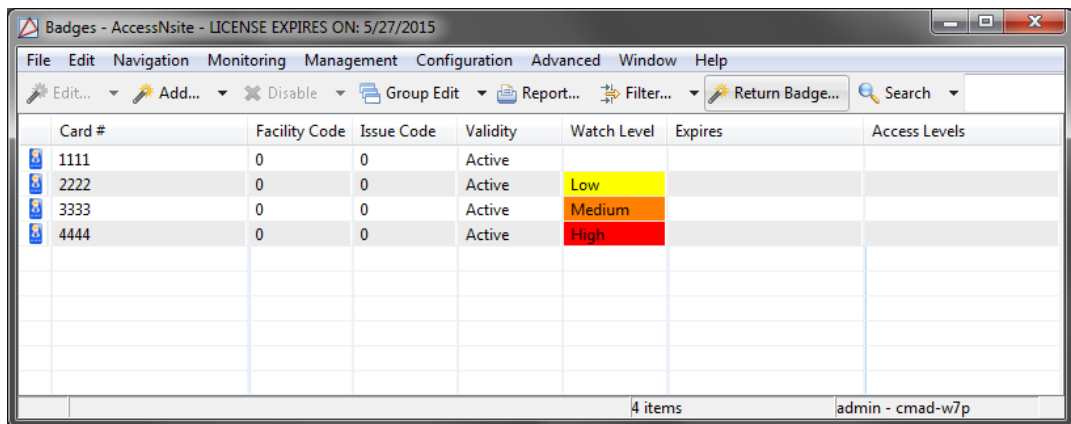 Badges - AccessNsite - LICENSE EXPIRES ON: 5/27/2015
File Edit Navigation Monitoring Management Configuration Advanced Window Help
Edit... Add... Disable Group Edit Report... Filter... Return Badge... Search
Card # Facility Code Issue Code Validity Watch Level Expires Access Levels
1111 0 0 Active
2222 0 0 Active Low
3333 0 0 Active Medium
4444 0 0 Active High
4 items admin - cmad-w7p